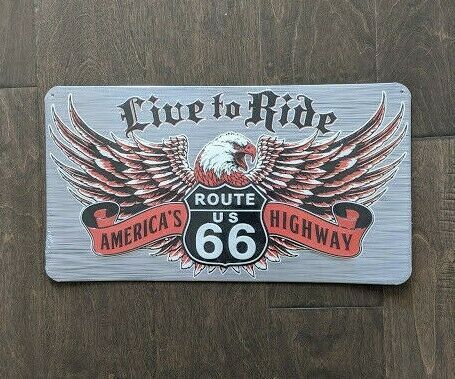 Live to Ride
ROUTE
US
66
AMERICA'S HIGHWAY